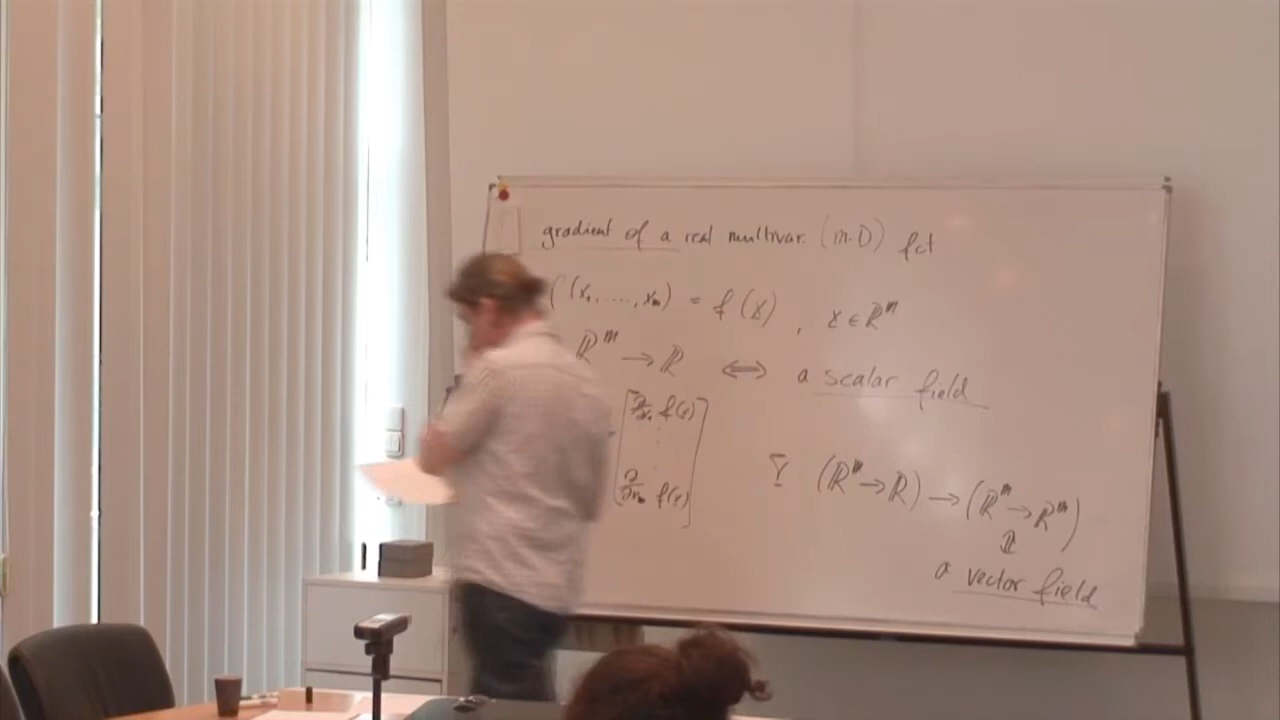 gradient of a real multivar. (m.D) fct
(x₁, ...., xₘ) = f(x) , x ∈ ℝᵐ
ℝᵐ → ℝ ⟺ a scalar field
[∂/∂x₁ f(x)
⋮
∂/∂xₘ f(x)]
∇ (ℝᵐ → ℝ) → (ℝᵐ → ℝᵐ)
a vector field